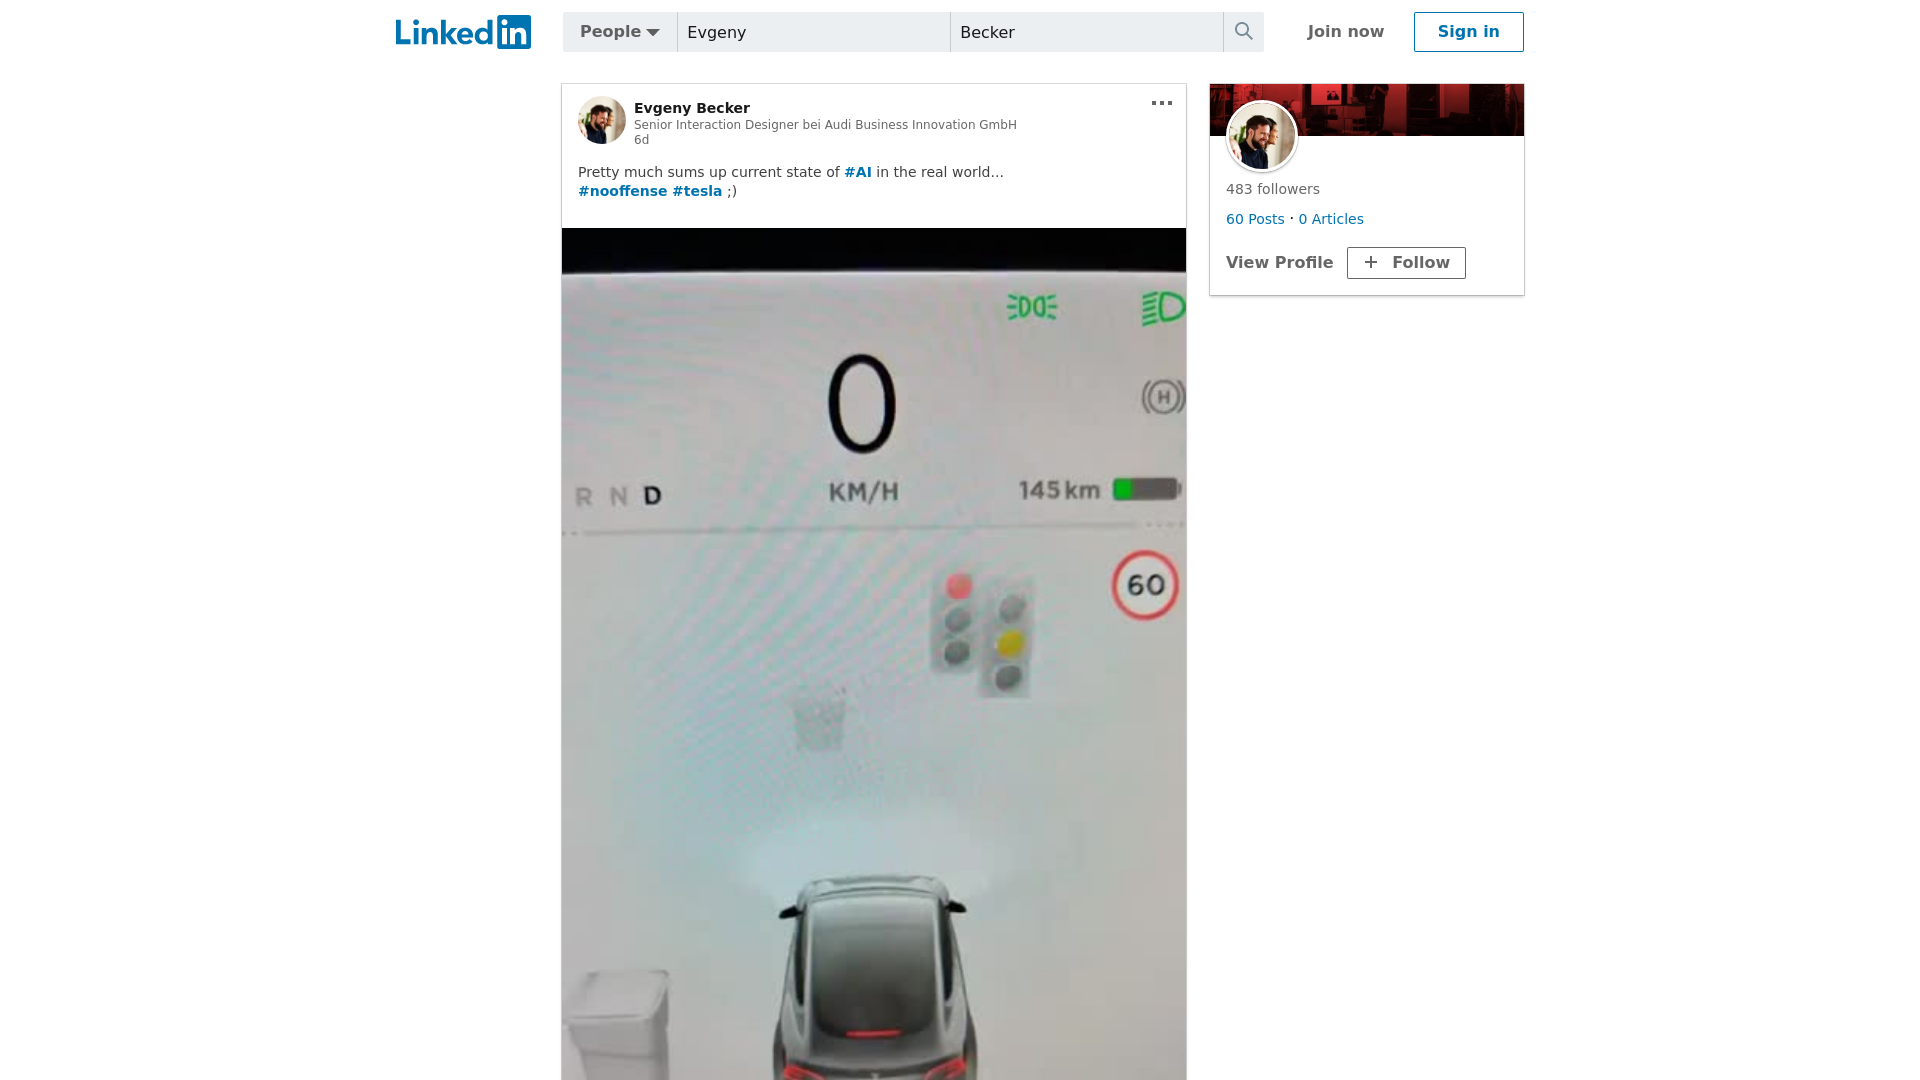 Linked in
People
Evgeny
Becker
Join now
Sign in
Evgeny Becker
Senior Interaction Designer bei Audi Business Innovation GmbH
6d
Pretty much sums up current state of #AI in the real world...
#nooffense #tesla ;)
0
H
R N D
KM/H
145 km
60
483 followers
60 Posts · 0 Articles
View Profile
+ Follow